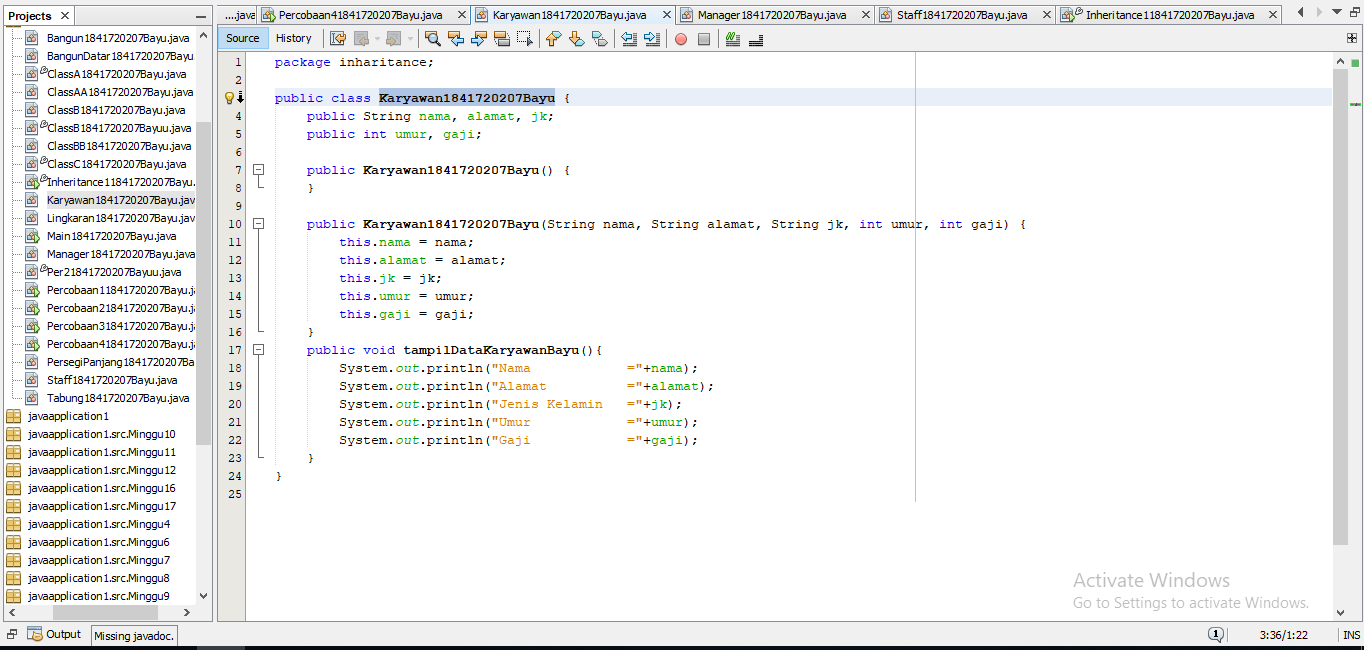 Projects
....java
Percobaan41841720207Bayu.java
Karyawan1841720207Bayu.java
Manager1841720207Bayu.java
Staff1841720207Bayu.java
Inheritance11841720207Bayu.java
Source History
Bangun1841720207Bayu.java
BangunDatar1841720207Bayu
ClassA1841720207Bayu.java
ClassAA1841720207Bayu.java
ClassB1841720207Bayu.java
ClassB1841720207Bayuu.java
ClassBB1841720207Bayu.java
ClassC1841720207Bayu.java
Inheritance11841720207Bayu.
Karyawan1841720207Bayu.jav
Lingkaran1841720207Bayu.jav
Main1841720207Bayu.java
Manager1841720207Bayu.java
Per21841720207Bayuu.java
Percobaan11841720207Bayu.j
Percobaan21841720207Bayu.j
Percobaan31841720207Bayu.j
Percobaan41841720207Bayu.j
PersegiPanjang1841720207Ba
Staff1841720207Bayu.java
Tabung1841720207Bayu.java
javaapplication1
javaapplication1.src.Minggu10
javaapplication1.src.Minggu11
javaapplication1.src.Minggu12
javaapplication1.src.Minggu16
javaapplication1.src.Minggu17
javaapplication1.src.Minggu4
javaapplication1.src.Minggu6
javaapplication1.src.Minggu7
javaapplication1.src.Minggu8
javaapplication1.src.Minggu9
1 package inharitance;
2
public class Karyawan1841720207Bayu {
4 public String nama, alamat, jk;
5 public int umur, gaji;
6
7 public Karyawan1841720207Bayu() {
8 }
9
10 public Karyawan1841720207Bayu(String nama, String alamat, String jk, int umur, int gaji) {
11 this.nama = nama;
12 this.alamat = alamat;
13 this.jk = jk;
14 this.umur = umur;
15 this.gaji = gaji;
16 }
17 public void tampilDataKaryawanBayu(){
18 System.out.println("Nama            ="+nama);
19 System.out.println("Alamat          ="+alamat);
20 System.out.println("Jenis Kelamin   ="+jk);
21 System.out.println("Umur            ="+umur);
22 System.out.println("Gaji            ="+gaji);
23 }
24 }
25
Activate Windows
Go to Settings to activate Windows.
Output
Missing javadoc.
1
3:36/1:22
INS